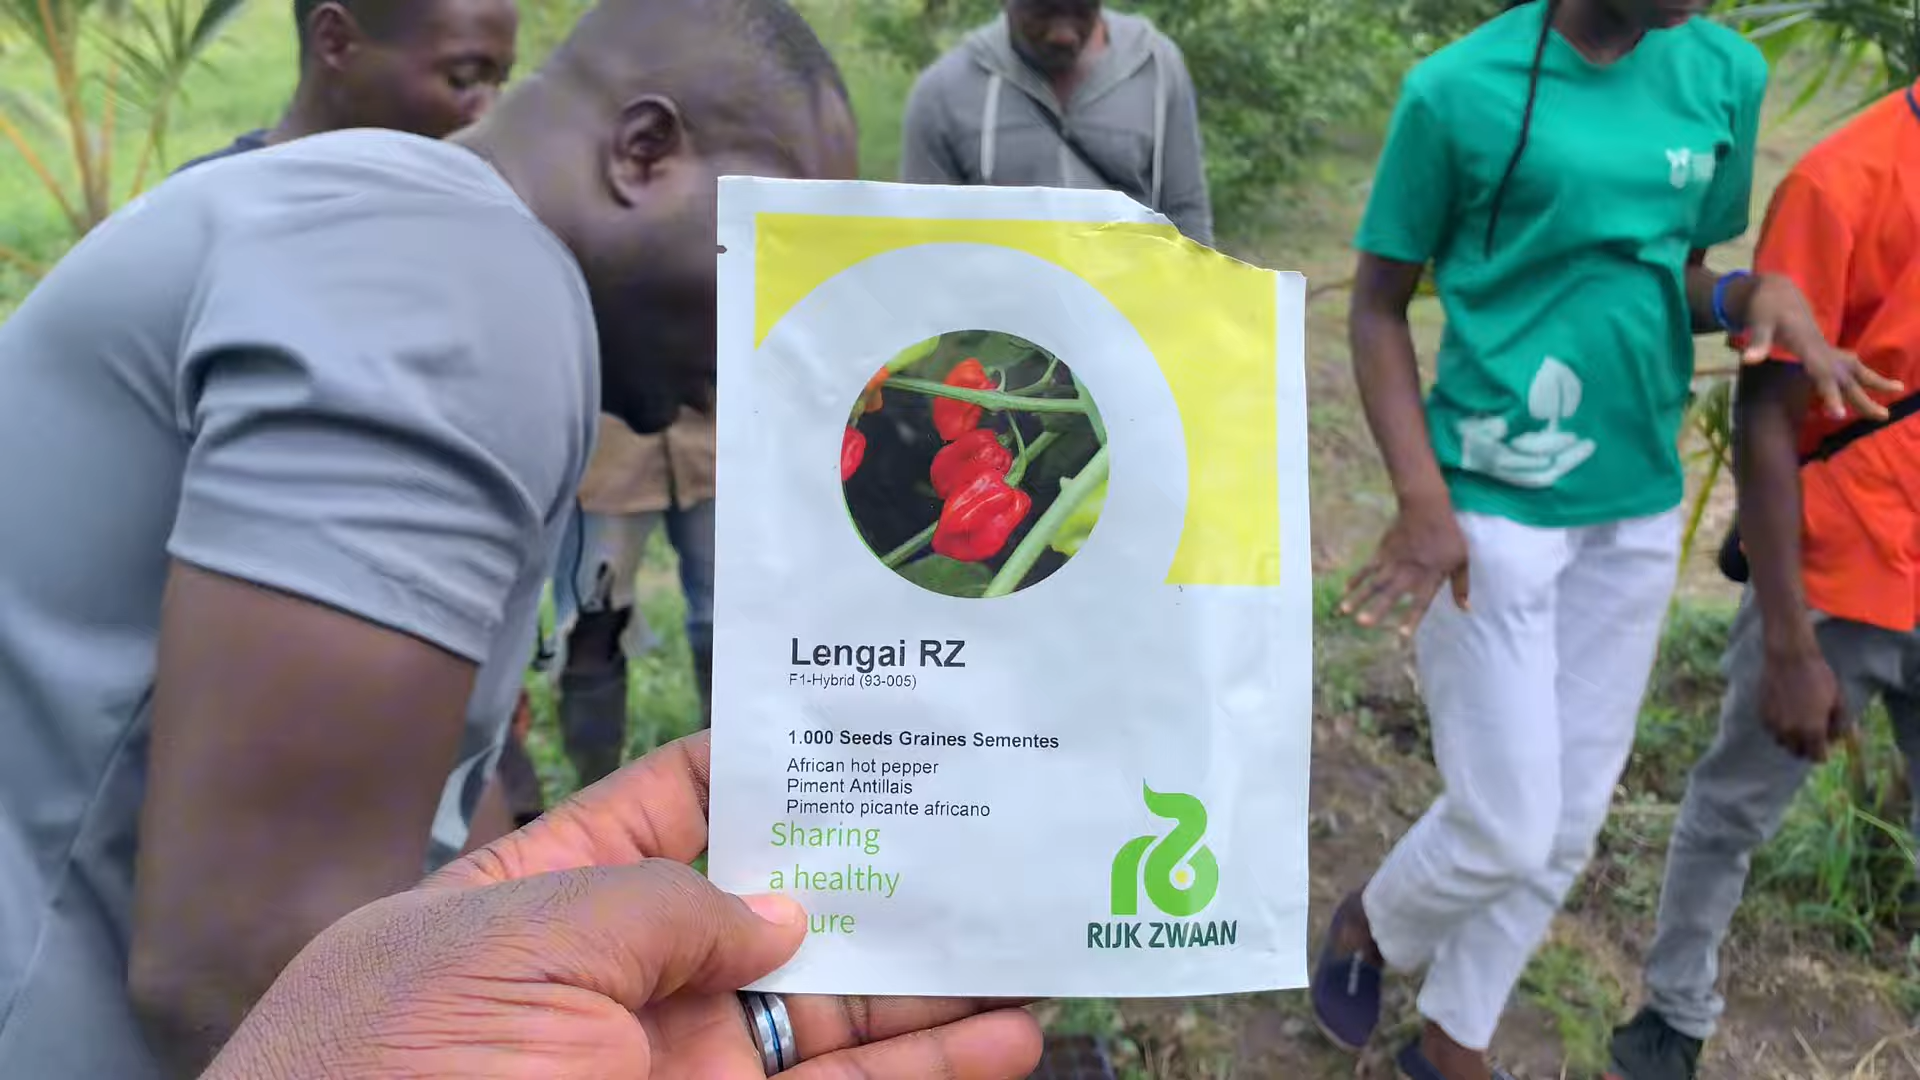 Lengai RZ
F1-Hybrid (93-005)
1.000 Seeds Graines Sementes
African hot pepper
Piment Antillais
Pimento picante africano
Sharing
a healthy
ure
RIJK ZWAAN